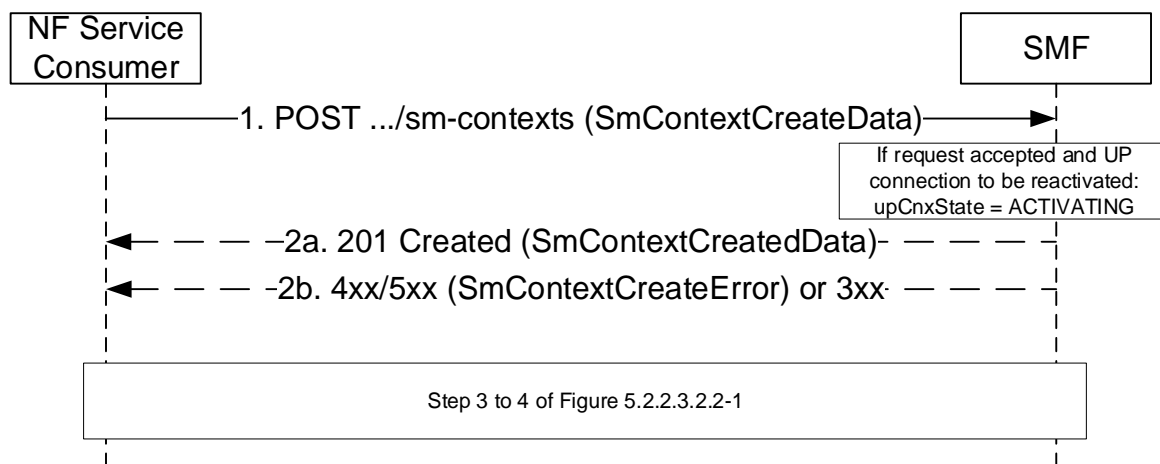 NF Service
Consumer
SMF
1. POST .../sm-contexts (SmContextCreateData)
If request accepted and UP
connection to be reactivated:
upCnxState = ACTIVATING
2a. 201 Created (SmContextCreatedData)
2b. 4xx/5xx (SmContextCreateError) or 3xx
Step 3 to 4 of Figure 5.2.2.3.2.2-1